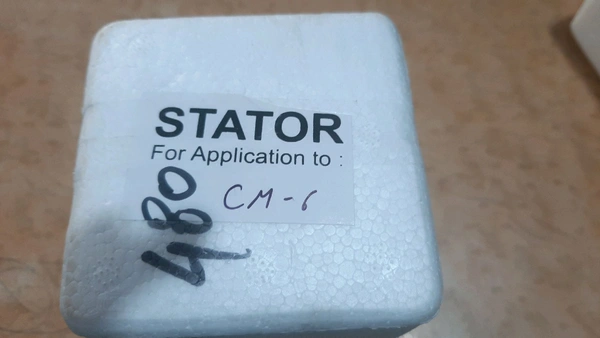 STATOR
For Application to :
CM-6
480